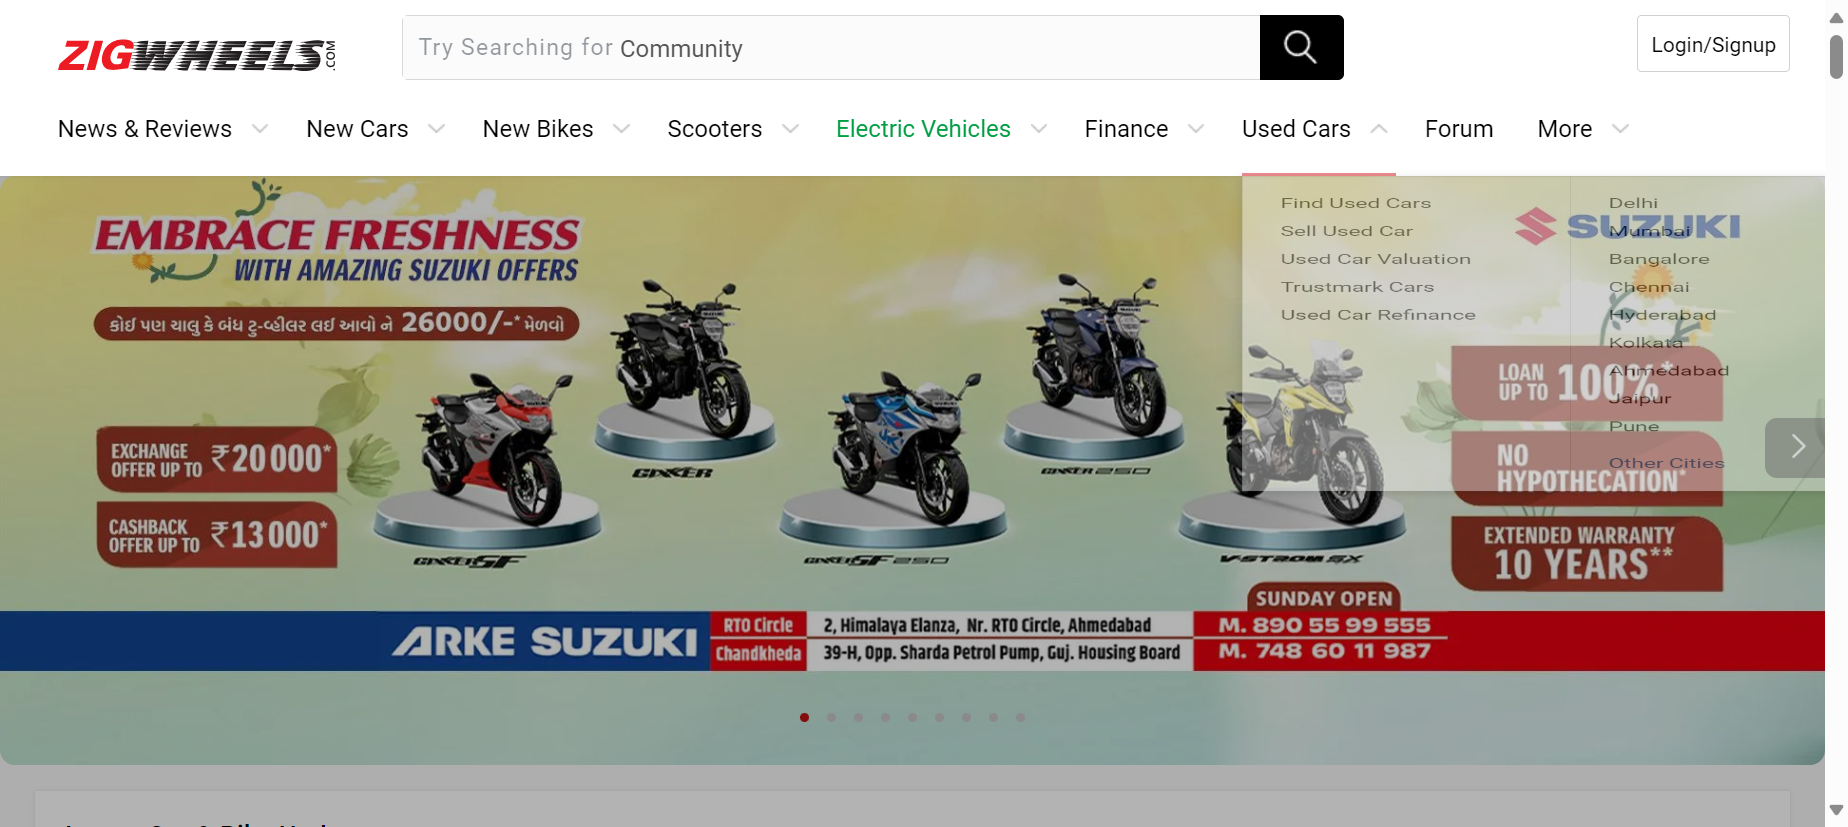 ZIGWHEELS.COM
Try Searching for Community
Login/Signup
News & Reviews
New Cars
New Bikes
Scooters
Electric Vehicles
Finance
Used Cars
Forum
More
EMBRACE FRESHNESS
WITH AMAZING SUZUKI OFFERS
કોઈ પણ ચાલુ કે બંધ ટુ-વ્હીલર લઈ આવો ને 26000/-* મેળવો
EXCHANGE
OFFER UP TO ₹20000*
CASHBACK
OFFER UP TO ₹13000*
GIXXER SF
GIXXER
GIXXER SF 250
GIXXER 250
V-STROM SX
Find Used Cars
Sell Used Car
Used Car Valuation
Trustmark Cars
Used Car Refinance
Delhi
Mumbai
Bangalore
Chennai
Hyderabad
Kolkata
Ahmedabad
Jaipur
Pune
Other Cities
SUZUKI
LOAN
UP TO 100%*
NO
HYPOTHECATION*
EXTENDED WARRANTY
10 YEARS**
SUNDAY OPEN
ARKE SUZUKI
RTO Circle
2, Himalaya Elanza, Nr. RTO Circle, Ahmedabad
M. 890 55 99 555
Chandkheda
39-H, Opp. Sharda Petrol Pump, Guj. Housing Board
M. 748 60 11 987